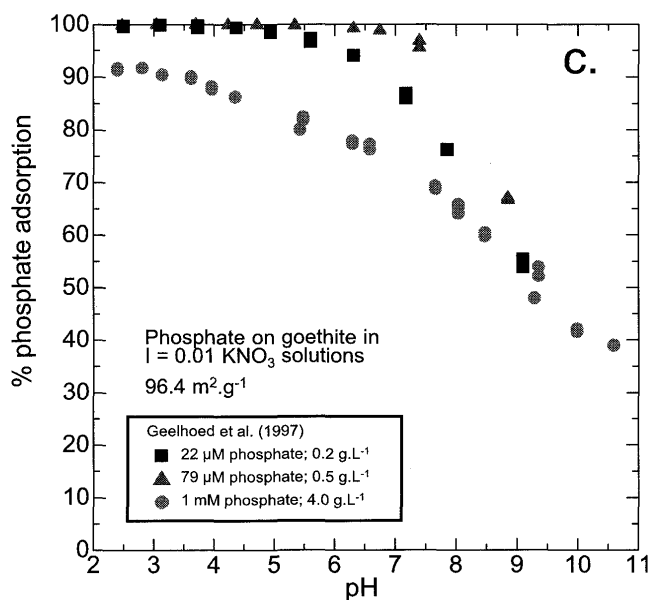 c.
100
90
80
70
60
50
40
30
20
10
0
% phosphate adsorption
Phosphate on goethite in
I = 0.01 KNO₃ solutions
96.4 m².g⁻¹
Geelhoed et al. (1997)
22 µM phosphate; 0.2 g.L⁻¹
79 µM phosphate; 0.5 g.L⁻¹
1 mM phosphate; 4.0 g.L⁻¹
2 3 4 5 6 7 8 9 10 11
pH